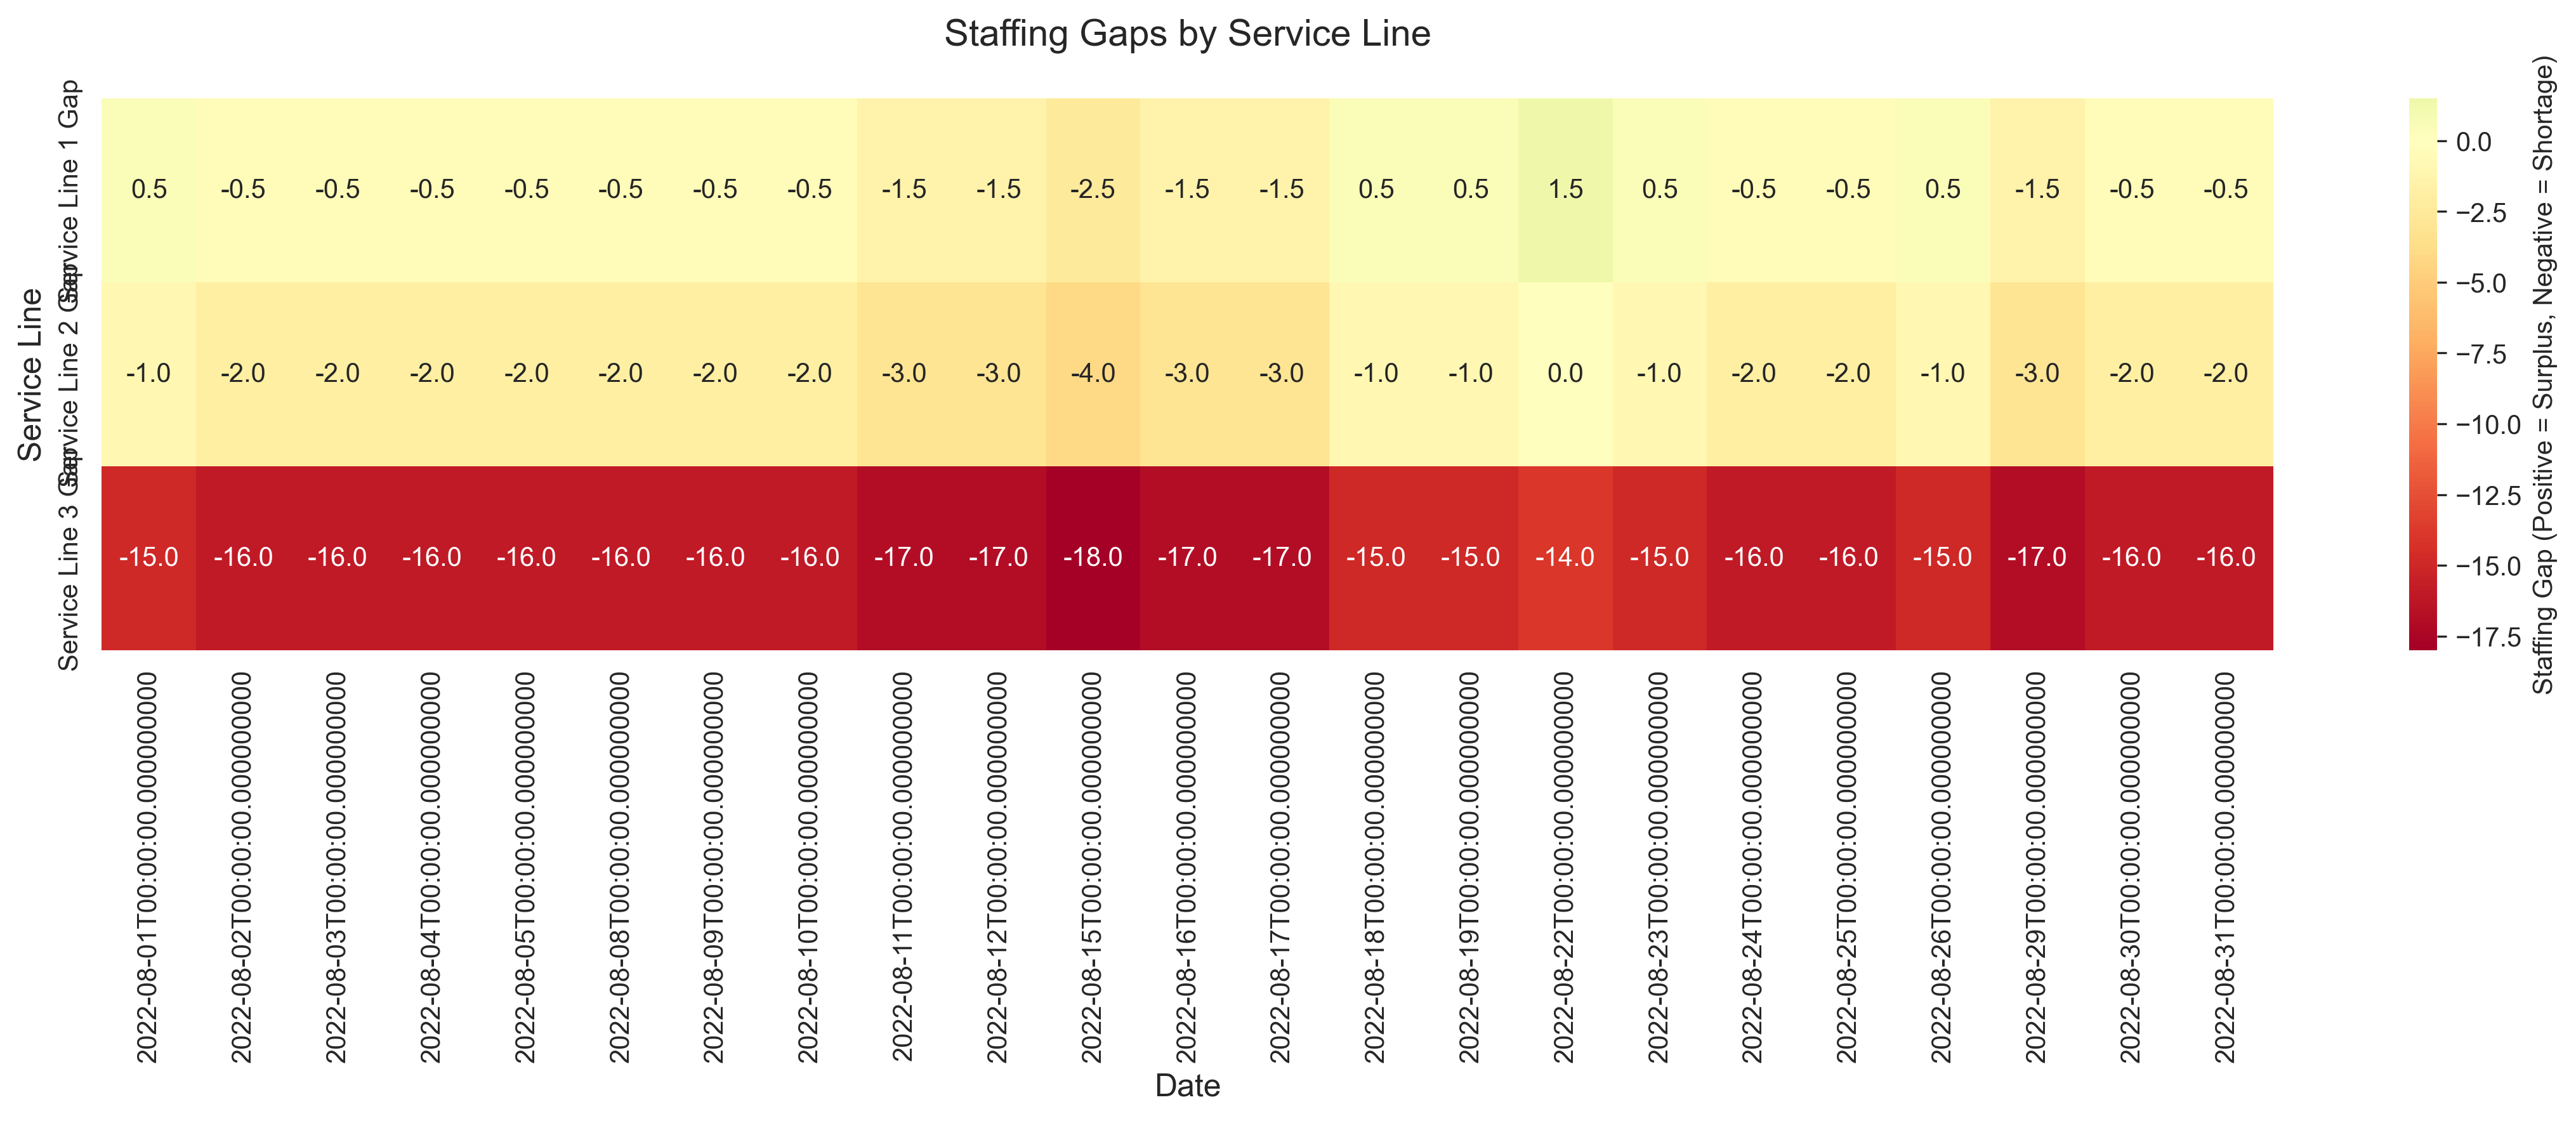 Staffing Gaps by Service Line
Service Line
Service Line 1 Gap
0.5 -0.5 -0.5 -0.5 -0.5 -0.5 -0.5 -0.5 -1.5 -1.5 -2.5 -1.5 -1.5 0.5 0.5 1.5 0.5 -0.5 -0.5 0.5 -1.5 -0.5 -0.5
Service Line 2 Gap
-1.0 -2.0 -2.0 -2.0 -2.0 -2.0 -2.0 -2.0 -3.0 -3.0 -4.0 -3.0 -3.0 -1.0 -1.0 0.0 -1.0 -2.0 -2.0 -1.0 -3.0 -2.0 -2.0
Service Line 3 Gap
-15.0 -16.0 -16.0 -16.0 -16.0 -16.0 -16.0 -16.0 -17.0 -17.0 -18.0 -17.0 -17.0 -15.0 -15.0 -14.0 -15.0 -16.0 -16.0 -15.0 -17.0 -16.0 -16.0
2022-08-01T00:00:00.000000000
2022-08-02T00:00:00.000000000
2022-08-03T00:00:00.000000000
2022-08-04T00:00:00.000000000
2022-08-05T00:00:00.000000000
2022-08-08T00:00:00.000000000
2022-08-09T00:00:00.000000000
2022-08-10T00:00:00.000000000
2022-08-11T00:00:00.000000000
2022-08-12T00:00:00.000000000
2022-08-15T00:00:00.000000000
2022-08-16T00:00:00.000000000
2022-08-17T00:00:00.000000000
2022-08-18T00:00:00.000000000
2022-08-19T00:00:00.000000000
2022-08-22T00:00:00.000000000
2022-08-23T00:00:00.000000000
2022-08-24T00:00:00.000000000
2022-08-25T00:00:00.000000000
2022-08-26T00:00:00.000000000
2022-08-29T00:00:00.000000000
2022-08-30T00:00:00.000000000
2022-08-31T00:00:00.000000000
Date
0.0
−2.5
−5.0
−7.5
−10.0
−12.5
−15.0
−17.5
Staffing Gap (Positive = Surplus, Negative = Shortage)